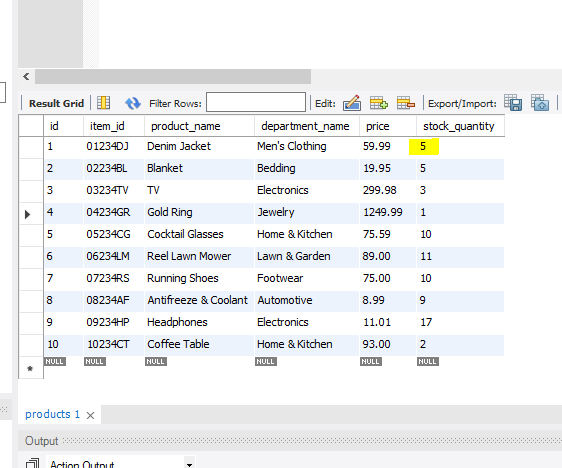 Result Grid Filter Rows: Edit: Export/Import:
id item_id product_name department_name price stock_quantity
1 01234DJ Denim Jacket Men's Clothing 59.99 5
2 02234BL Blanket Bedding 19.95 5
3 03234TV TV Electronics 299.98 3
4 04234GR Gold Ring Jewelry 1249.99 1
5 05234CG Cocktail Glasses Home & Kitchen 75.59 10
6 06234LM Reel Lawn Mower Lawn & Garden 89.00 11
7 07234RS Running Shoes Footwear 75.00 10
8 08234AF Antifreeze & Coolant Automotive 8.99 9
9 09234HP Headphones Electronics 11.01 17
10 10234CT Coffee Table Home & Kitchen 93.00 2
NULL NULL NULL NULL NULL NULL
products 1
Output
Action Output